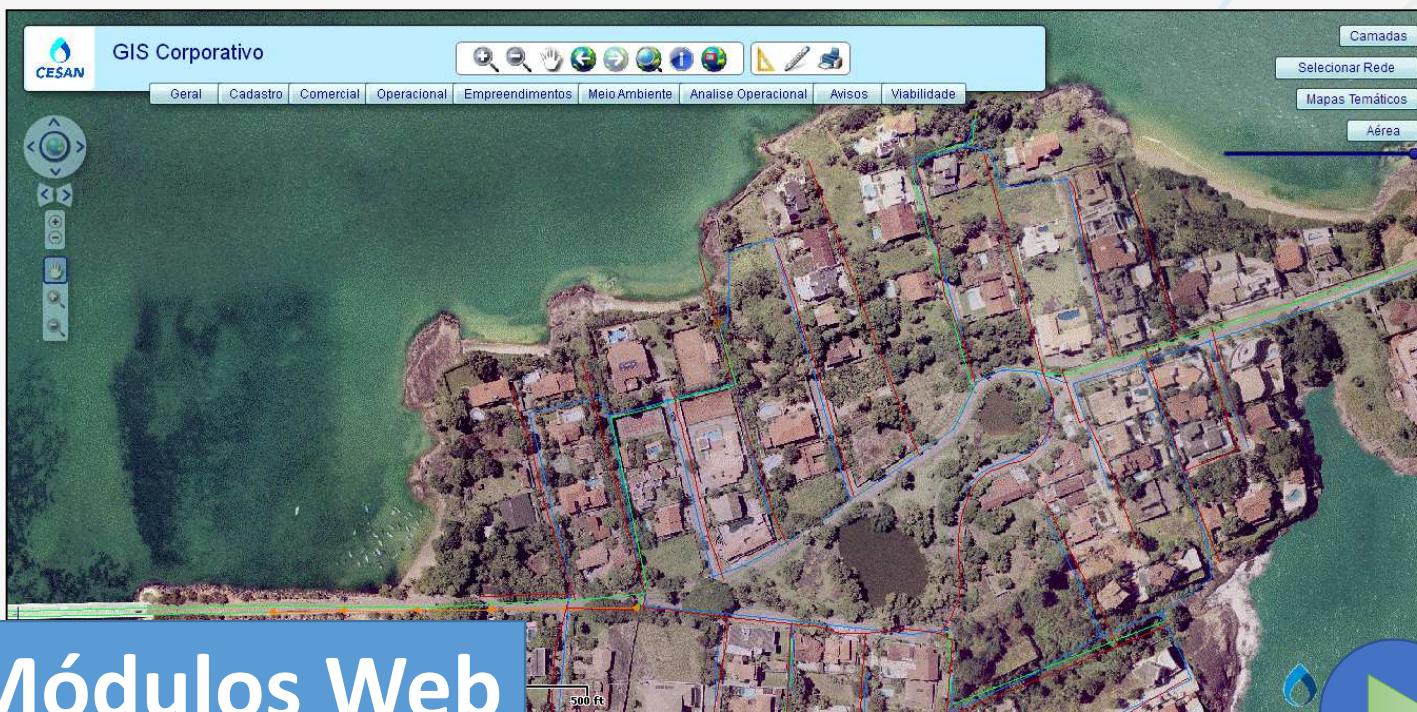 CESAN
GIS Corporativo
Geral
Cadastro
Comercial
Operacional
Empreendimentos
Meio Ambiente
Analise Operacional
Avisos
Viabilidade
Camadas
Selecionar Rede
Mapas Temáticos
Aérea
Módulos Web
500 ft